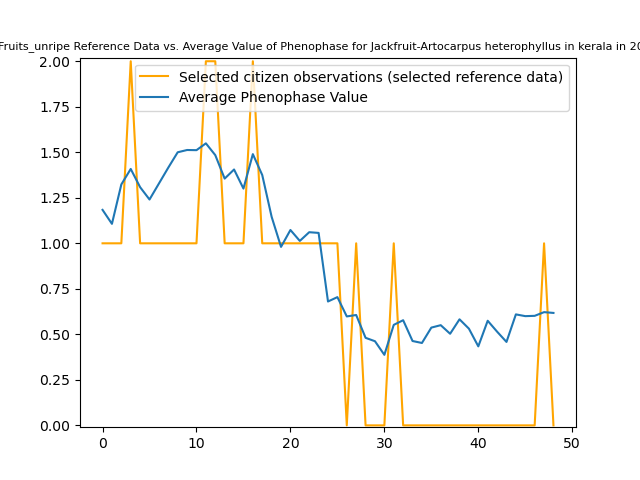 Fruits_unripe Reference Data vs. Average Value of Phenophase for Jackfruit-Artocarpus heterophyllus in kerala in 20
Selected citizen observations (selected reference data)
Average Phenophase Value
2.00
1.75
1.50
1.25
1.00
0.75
0.50
0.25
0.00
0 10 20 30 40 50